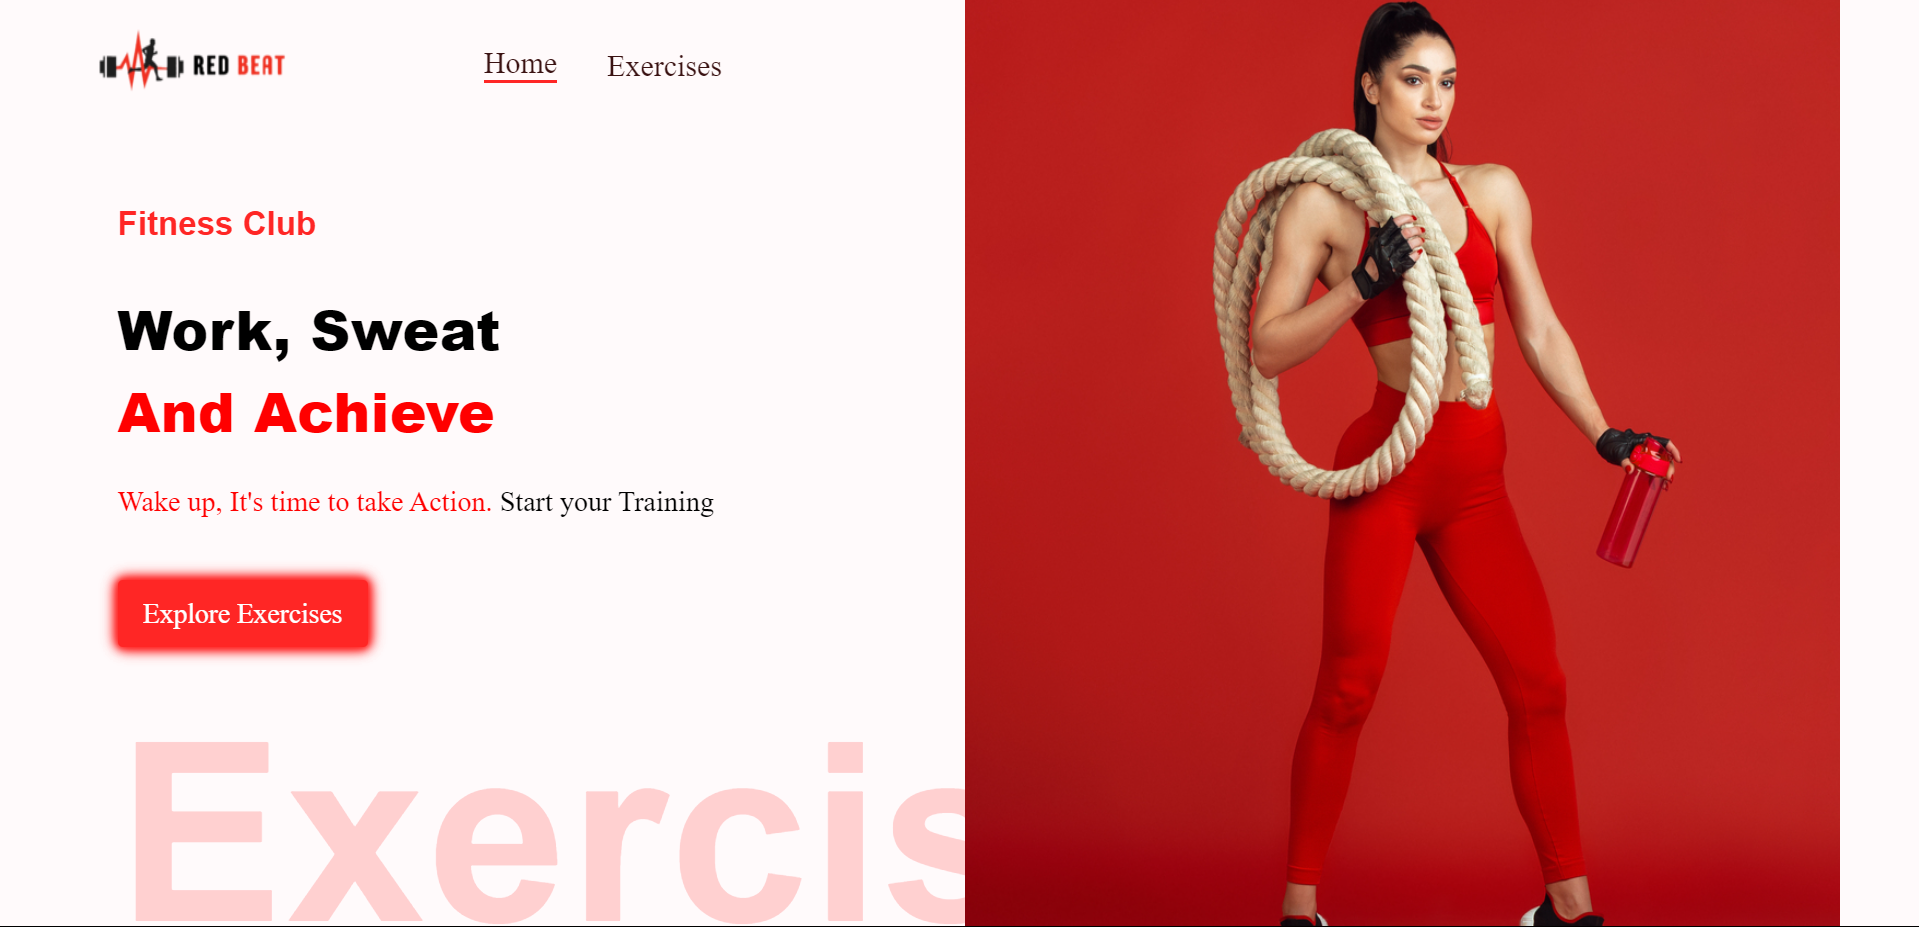 RED BEAT
Home
Exercises
Fitness Club
Work, Sweat
And Achieve
Wake up, It's time to take Action. Start your Training
Explore Exercises
Exercis